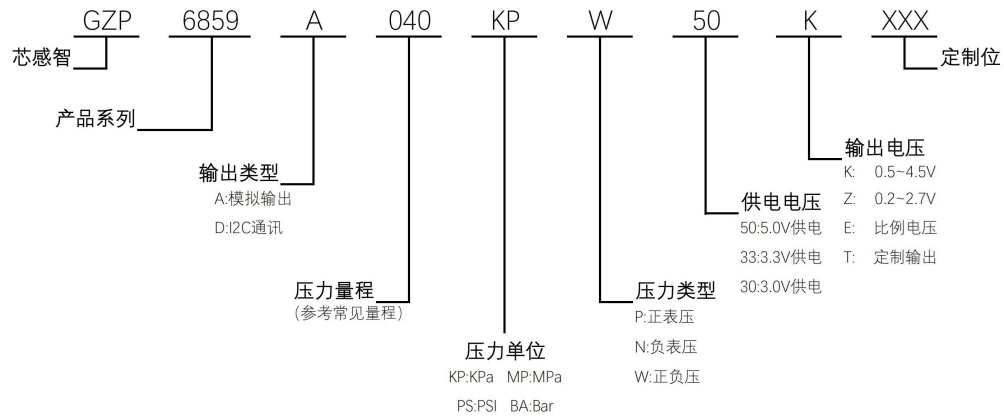 GZP 6859 A 040 KP W 50 K XXX
芯感智
定制位
产品系列
输出类型
A:模拟输出
D:I2C通讯
压力量程
(参考常见量程)
压力单位
KP:KPa MP:MPa
PS:PSI BA:Bar
压力类型
P:正表压
N:负表压
W:正负压
供电电压
50:5.0V供电
33:3.3V供电
30:3.0V供电
输出电压
K: 0.5~4.5V
Z: 0.2~2.7V
E: 比例电压
T: 定制输出